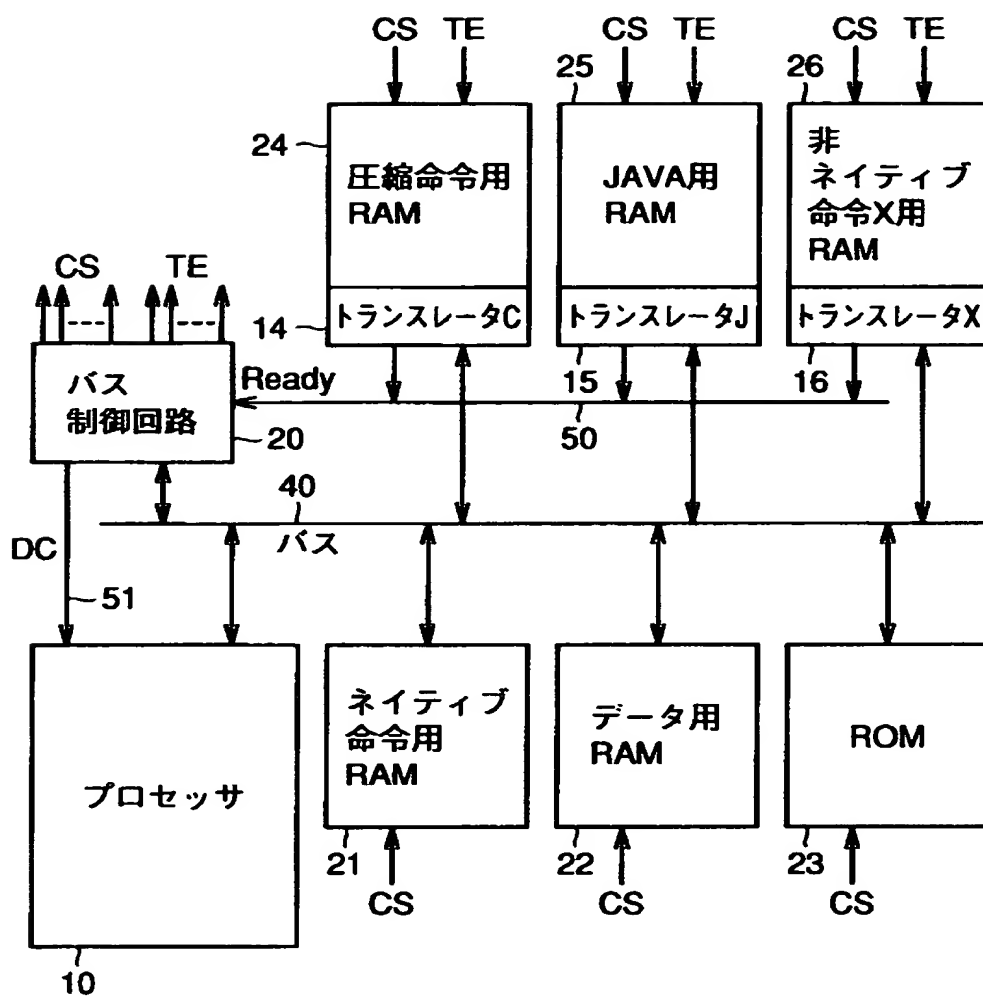 CS TE CS TE CS TE
25 26
24
圧縮命令用
RAM
JAVA用
RAM
非
ネイティブ
命令X用
RAM
CS TE
14
トランスレータC
トランスレータJ
トランスレータX
バス
制御回路
Ready
15 16
20
50
40
バス
DC
51
プロセッサ
ネイティブ
命令用
RAM
データ用
RAM
ROM
21 22 23
CS CS CS
10